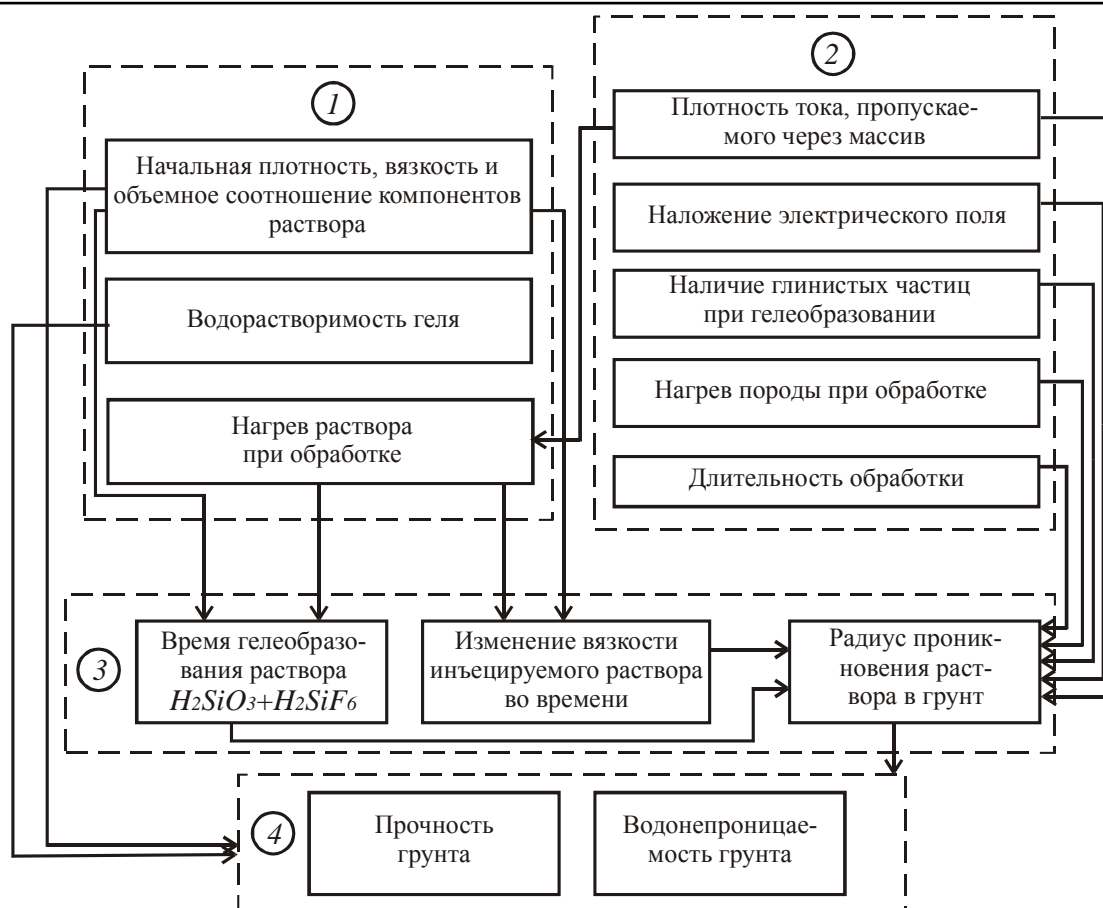 1
Начальная плотность, вязкость и
объемное соотношение компонентов
раствора
Водорастворимость геля
Нагрев раствора
при обработке
2
Плотность тока, пропускае-
мого через массив
Наложение электрического поля
Наличие глинистых частиц
при гелеобразовании
Нагрев породы при обработке
Длительность обработки
3
Время гелеобразо-
вания раствора
H2SiO3+H2SiF6
Изменение вязкости
инъецируемого раствора
во времени
Радиус проник-
новения раст-
вора в грунт
4
Прочность
грунта
Водонепроницае-
мость грунта